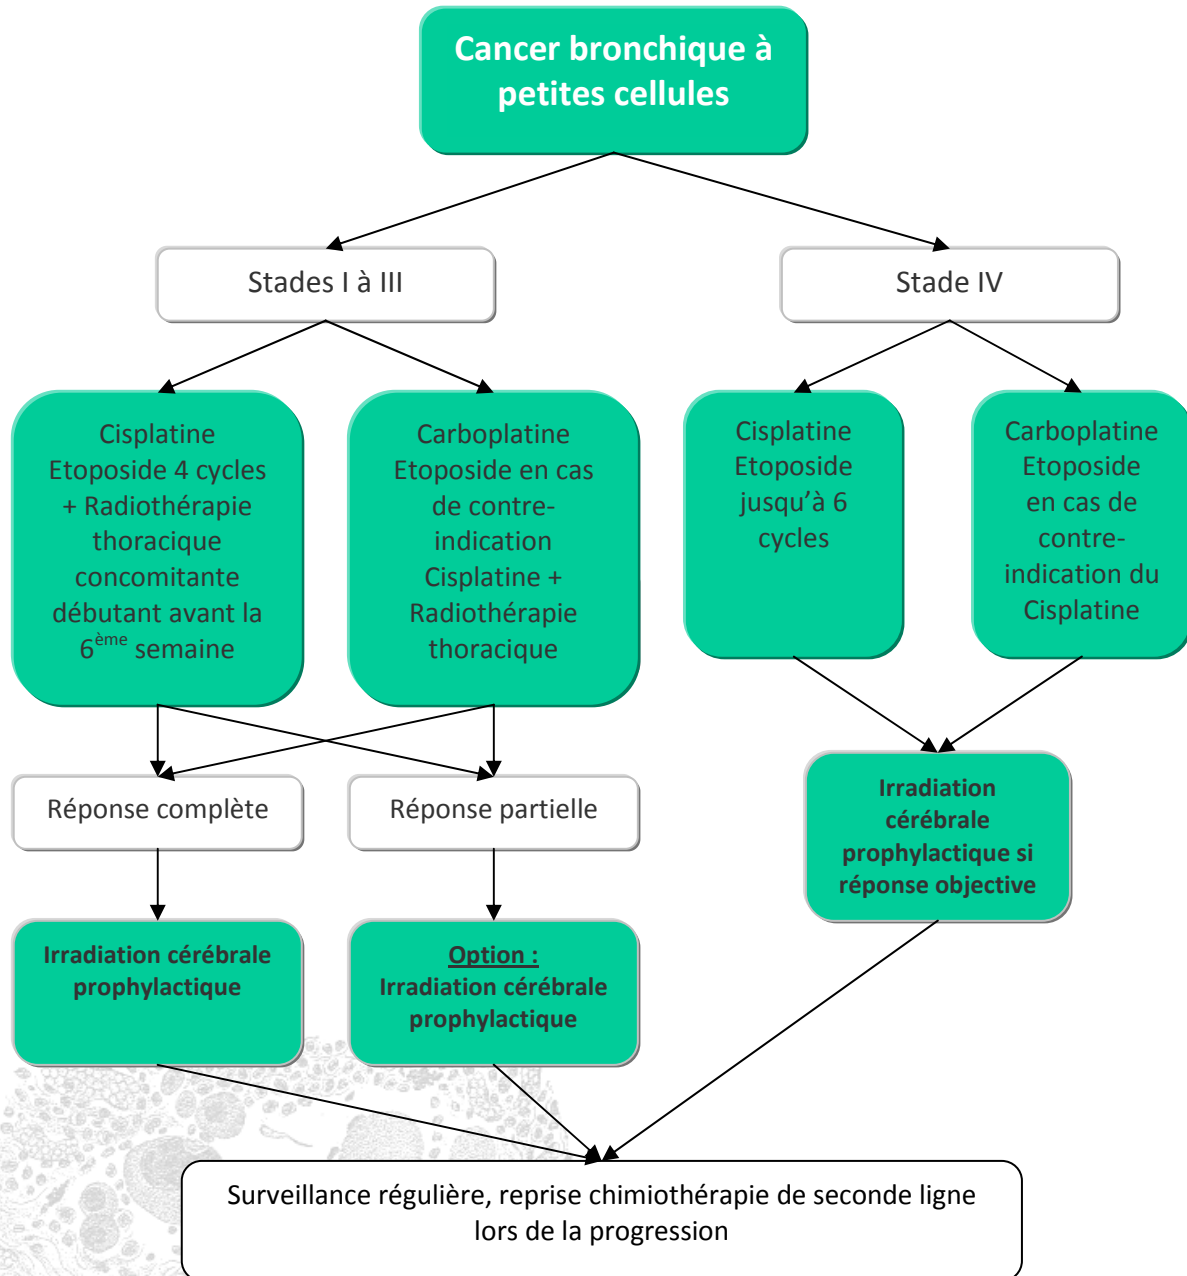 Cancer bronchique à
petites cellules
Stades I à III
Stade IV
Cisplatine
Etoposide 4 cycles
+ Radiothérapie
thoracique
concomitante
débutant avant la
6ème semaine
Carboplatine
Etoposide en cas
de contre-
indication
Cisplatine +
Radiothérapie
thoracique
Cisplatine
Etoposide
jusqu’à 6
cycles
Carboplatine
Etoposide
en cas de
contre-
indication du
Cisplatine
Réponse complète
Réponse partielle
Irradiation
cérébrale
prophylactique si
réponse objective
Irradiation cérébrale
prophylactique
Option :
Irradiation cérébrale
prophylactique
Surveillance régulière, reprise chimiothérapie de seconde ligne
lors de la progression